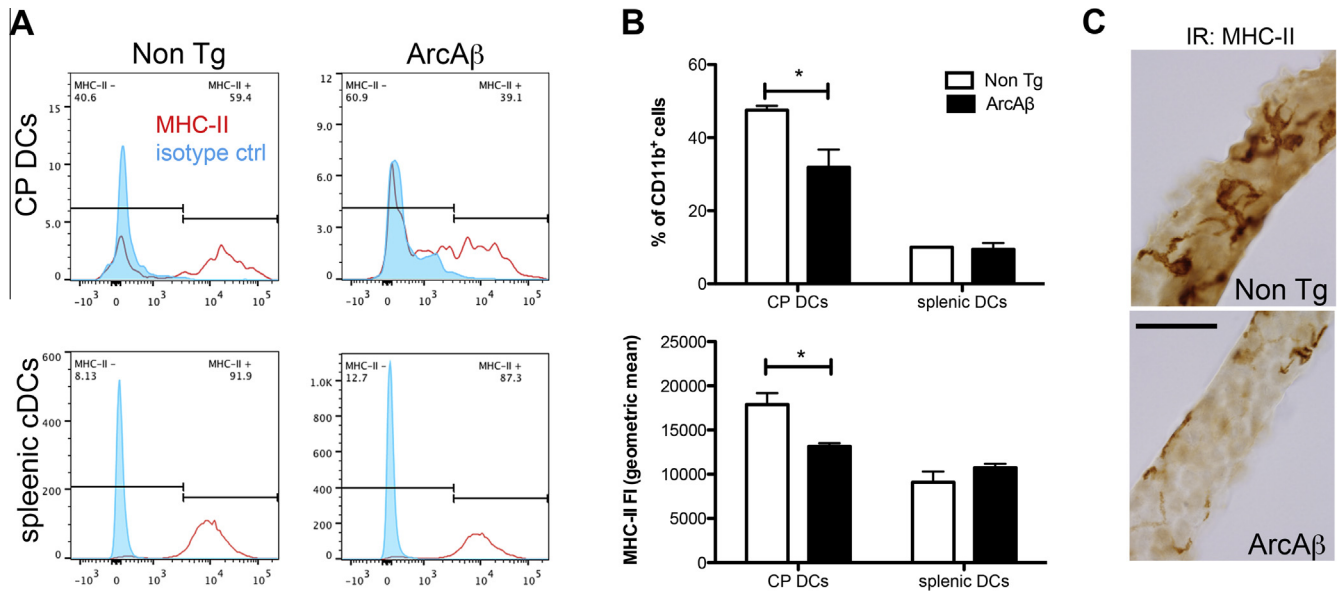 A
Non Tg
ArcAβ
CP DCs
MHC-II –
40.6
MHC-II +
59.4
MHC-II
isotype ctrl
15
10
5.0
0
-10³ 0 10³ 10⁴ 10⁵
MHC-II –
60.9
MHC-II +
39.1
12
9.0
6.0
3.0
0
-10³ 0 10³ 10⁴ 10⁵
spleenic cDCs
MHC-II –
8.13
MHC-II +
91.9
600
400
200
0
-10³ 0 10³ 10⁴ 10⁵
MHC-II –
12.7
MHC-II +
87.3
1.0K
800
600
400
200
0
-10³ 0 10³ 10⁴ 10⁵
B
% of CD11b⁺ cells
60
40
20
0
*
Non Tg
ArcAβ
CP DCs
splenic DCs
MHC-II FI (geometric mean)
25000
20000
15000
10000
5000
0
*
CP DCs
splenic DCs
C
IR: MHC-II
Non Tg
ArcAβ